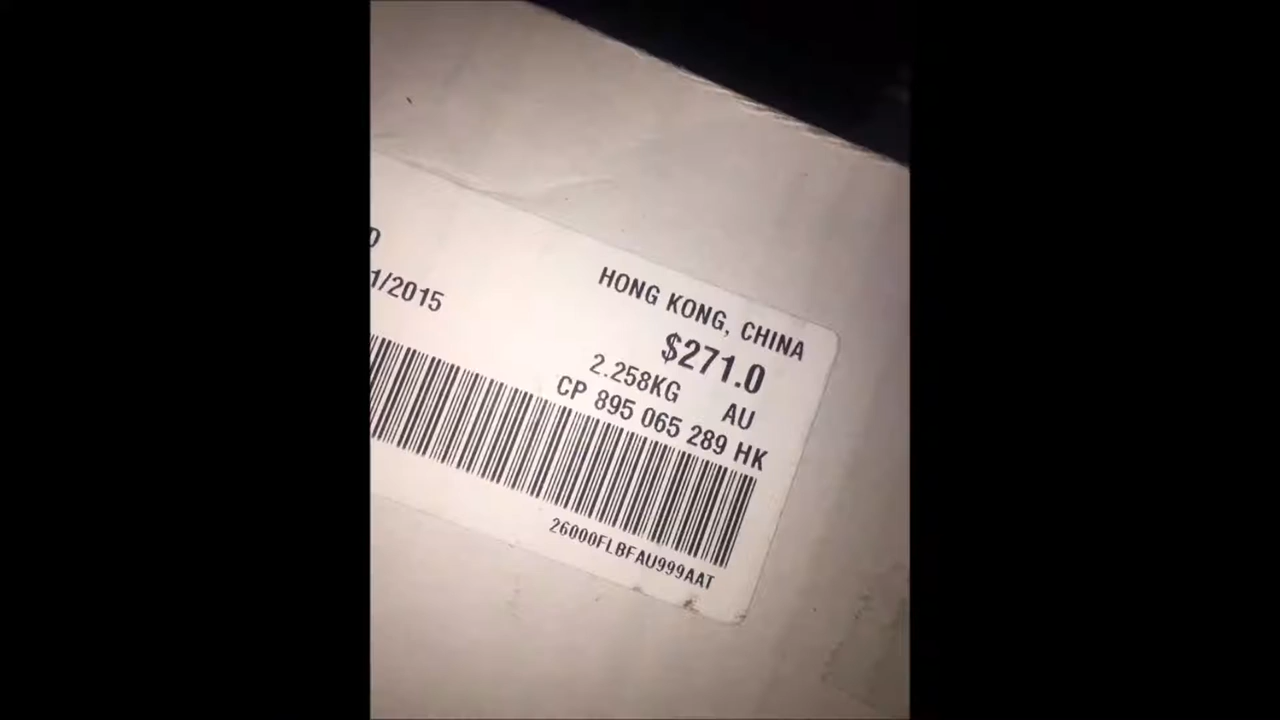 D
1/2015
HONG KONG, CHINA
$271.0
2.258KG AU
CP 895 065 289 HK
26000FLBFAU999AAT